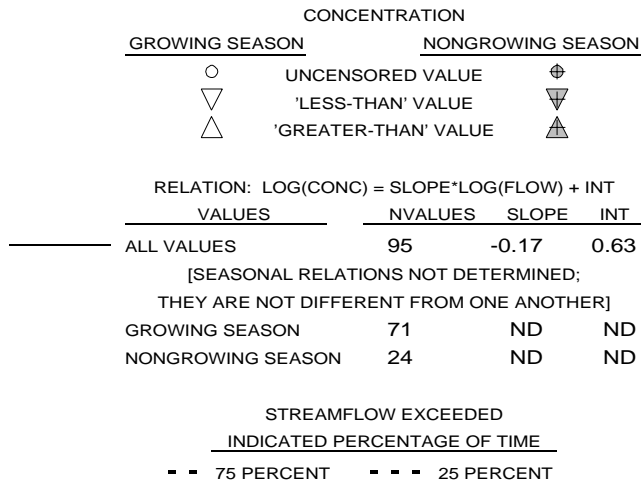 CONCENTRATION
GROWING SEASON NONGROWING SEASON
UNCENSORED VALUE
'LESS-THAN' VALUE
'GREATER-THAN' VALUE
RELATION: LOG(CONC) = SLOPE*LOG(FLOW) + INT
VALUES NVALUES SLOPE INT
ALL VALUES 95 -0.17 0.63
[SEASONAL RELATIONS NOT DETERMINED;
THEY ARE NOT DIFFERENT FROM ONE ANOTHER]
GROWING SEASON 71 ND ND
NONGROWING SEASON 24 ND ND
STREAMFLOW EXCEEDED
INDICATED PERCENTAGE OF TIME
75 PERCENT 25 PERCENT